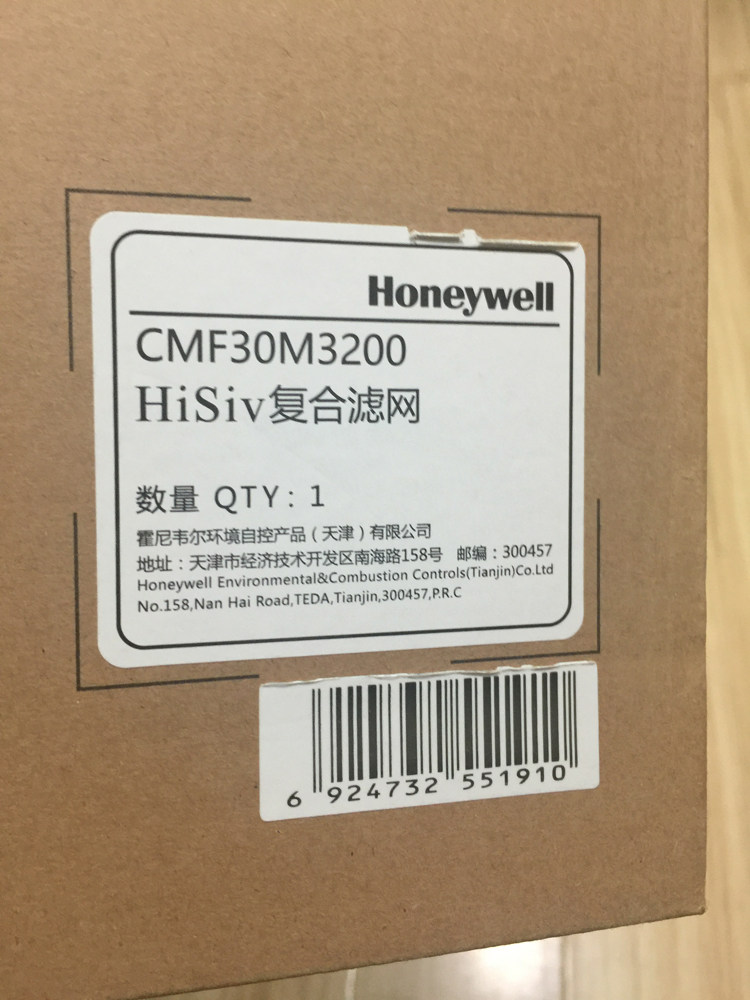 Honeywell
CMF30M3200
HiSiv复合滤网
数量 QTY: 1
霍尼韦尔环境自控产品（天津）有限公司
地址：天津市经济技术开发区南海路158号 邮编：300457
Honeywell Environmental&Combustion Controls(Tianjin)Co.Ltd
No.158,Nan Hai Road,TEDA,Tianjin,300457,P.R.C
6 924732 551910